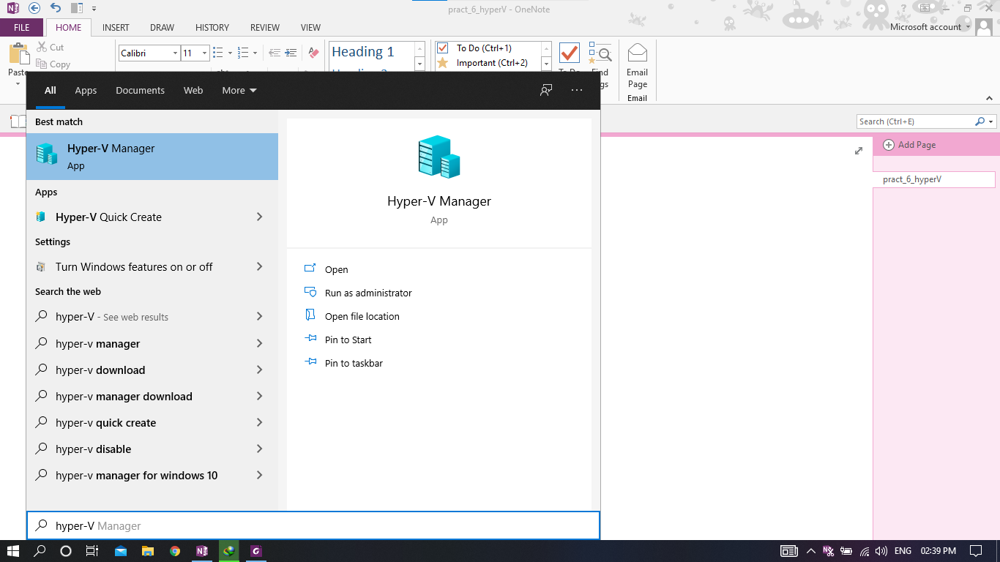 pract_6_hyperV - OneNote
?
FILE
HOME
INSERT
DRAW
HISTORY
REVIEW
VIEW
Microsoft account
Paste
Cut
Copy
Calibri
11
Heading 1
To Do (Ctrl+1)
Important (Ctrl+2)
Find
Email
Page
Email
All
Apps
Documents
Web
More
Search (Ctrl+E)
Add Page
pract_6_hyperV
Best match
Hyper-V Manager
App
Apps
Hyper-V Quick Create
Settings
Turn Windows features on or off
Search the web
hyper-V - See web results
hyper-v manager
hyper-v download
hyper-v manager download
hyper-v quick create
hyper-v disable
hyper-v manager for windows 10
Hyper-V Manager
App
Open
Run as administrator
Open file location
Pin to Start
Pin to taskbar
hyper-V Manager
ENG
02:39 PM